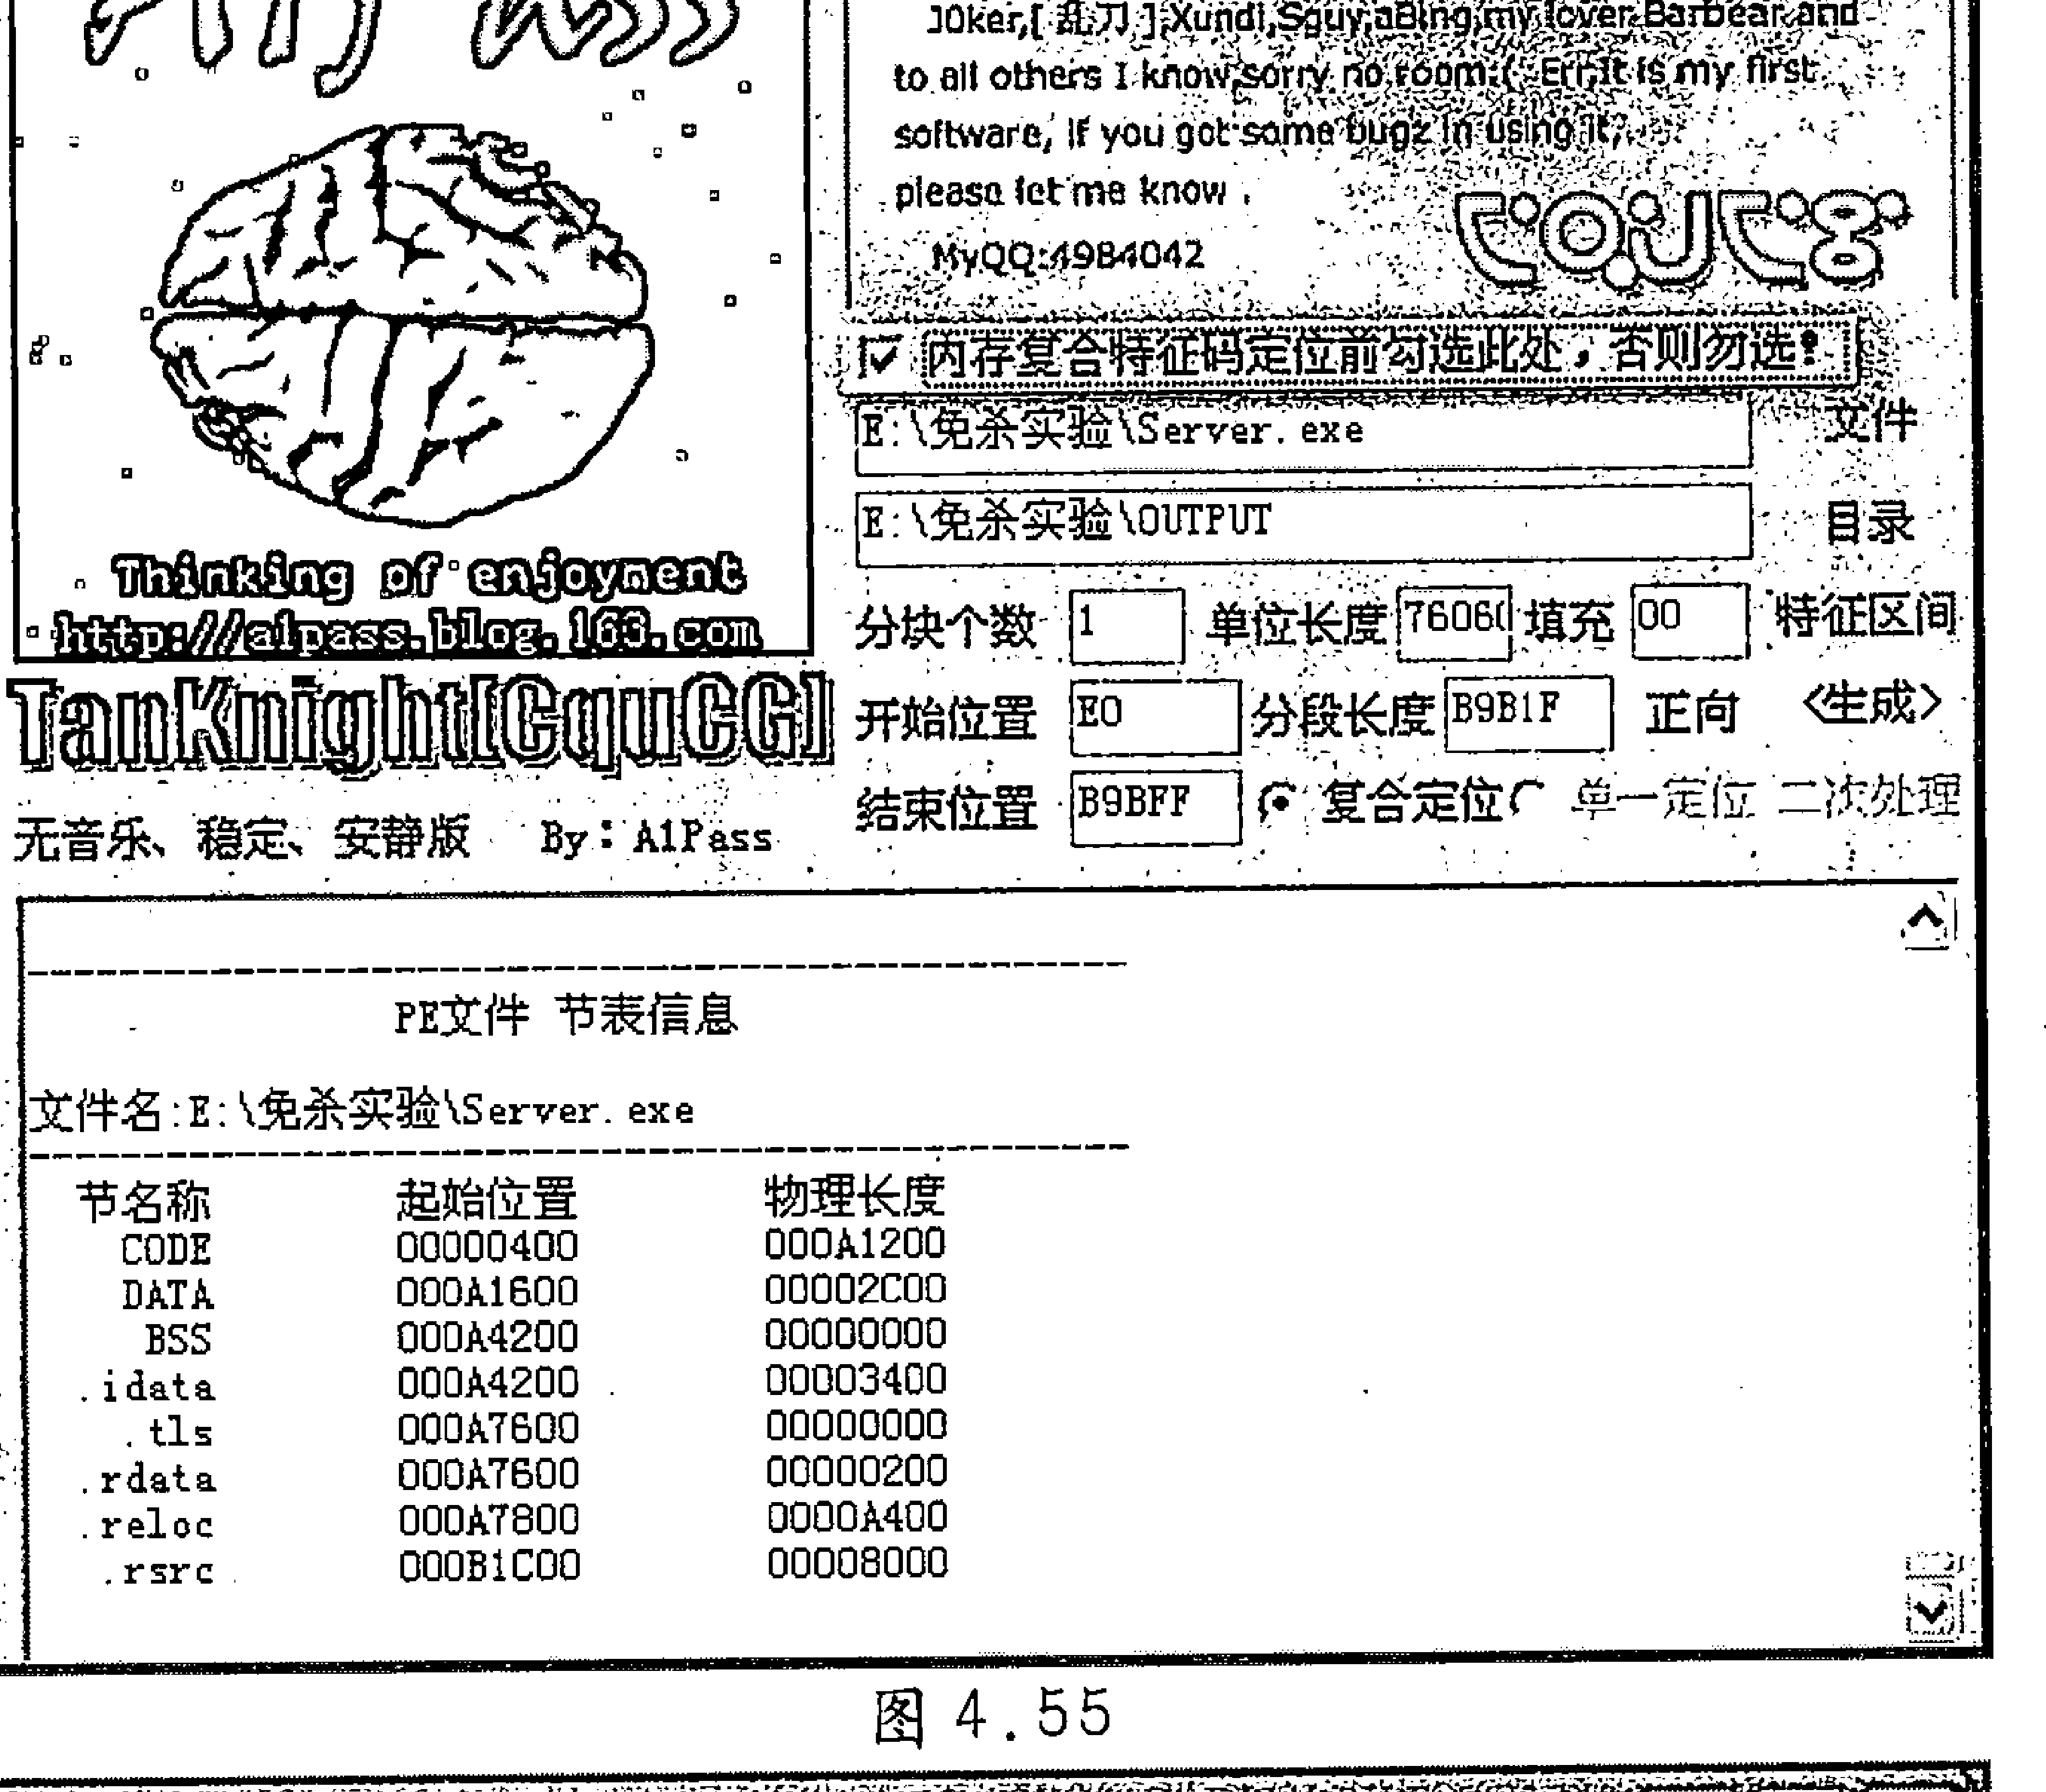 J0ker,[乱刀],Xundi,Sguy,aBing,my lover Barbear and
to all others I know,sorry no room:( Err,it is my first
software, if you got some bugz in using it,
please let me know .
MyQQ:4984042
内存复合特征码定位前勾选此处，否则勿选!
E:\免杀实验\Server.exe 文件
E:\免杀实验\OUTPUT 目录
Thinking of enjoyment
http://a1pass.blog.163.com
分块个数 1 单位长度 76060 填充 00 特征区间
TanKnight[CquCG]
开始位置 E0 分段长度 B9B1F 正向 <生成>
结束位置 B9BFF 复合定位 单一定位 二次处理
无音乐、稳定、安静版 By：A1Pass
PE文件 节表信息
文件名:E:\免杀实验\Server.exe
节名称 起始位置 物理长度
CODE 00000400 000A1200
DATA 000A1600 00002C00
BSS 000A4200 00000000
.idata 000A4200 00003400
.tls 000A7600 00000000
.rdata 000A7600 00000200
.reloc 000A7800 0000A400
.rsrc 000B1C00 00008000
图 4.55